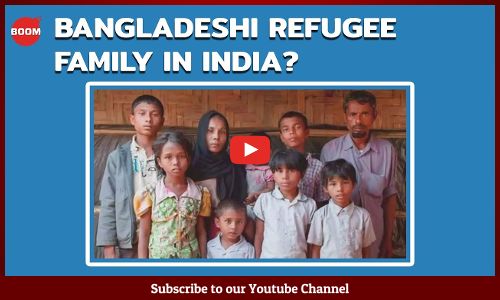 BOOM
BANGLADESHI REFUGEE
FAMILY IN INDIA?
Subscribe to our Youtube Channel